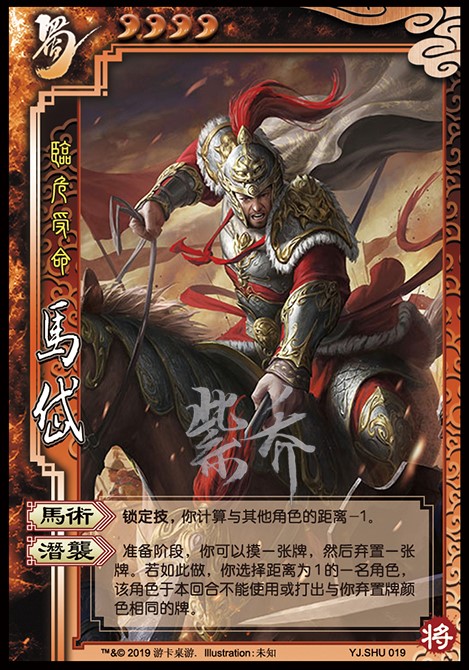 蜀
臨危受命
馬岱
紫乔
馬術
锁定技，你计算与其他角色的距离-1。
潛襲
准备阶段，你可以摸一张牌，然后弃置一张
牌。若如此做，你选择距离为1的一名角色，
该角色于本回合不能使用或打出与你弃置牌颜
色相同的牌。
™&© 2019 游卡桌游. Illustration：未知
YJ.SHU 019
将